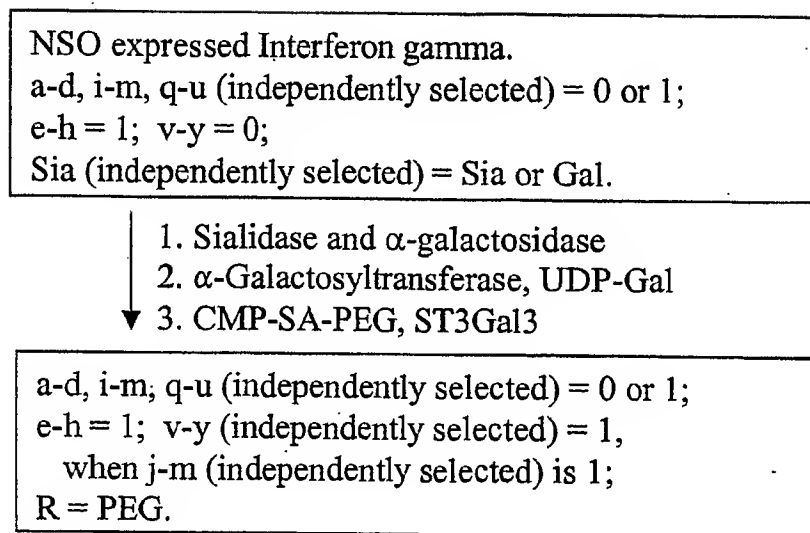 NSO expressed Interferon gamma.
a-d, i-m, q-u (independently selected) = 0 or 1;
e-h = 1; v-y = 0;
Sia (independently selected) = Sia or Gal.
1. Sialidase and α-galactosidase
2. α-Galactosyltransferase, UDP-Gal
3. CMP-SA-PEG, ST3Gal3
a-d, i-m, q-u (independently selected) = 0 or 1;
e-h = 1; v-y (independently selected) = 1,
when j-m (independently selected) is 1;
R = PEG.